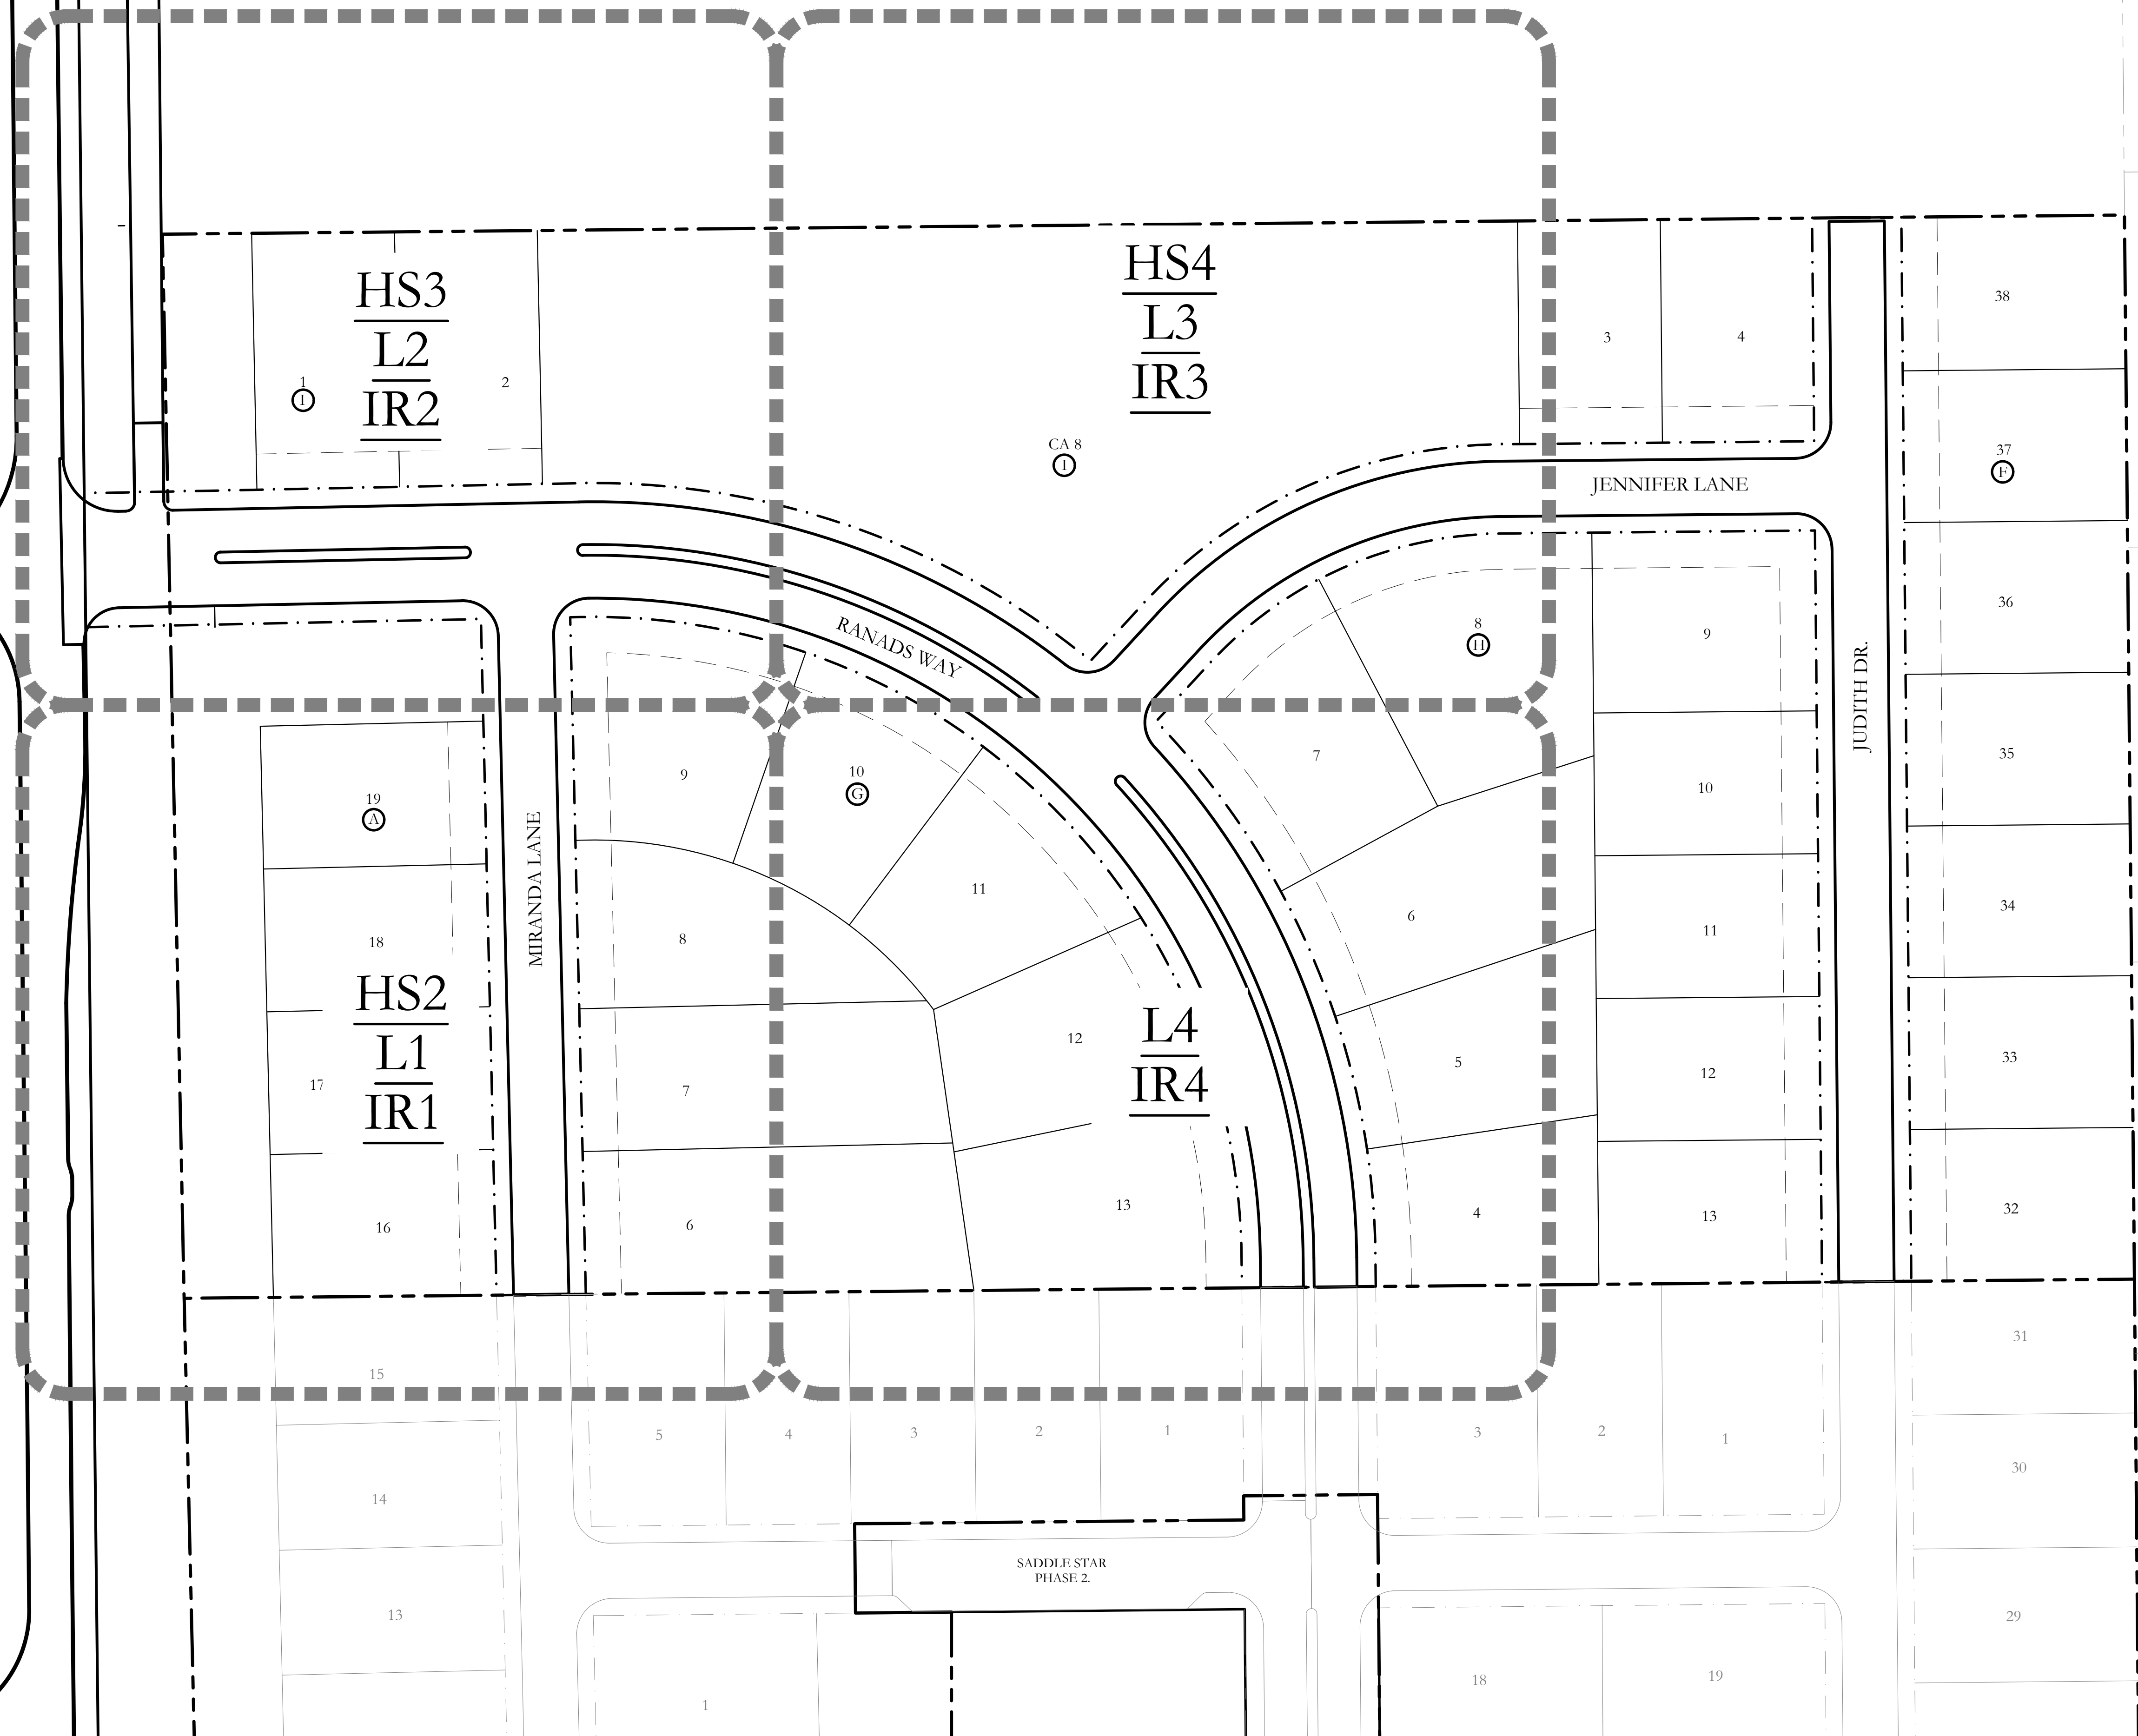 HS3
L2
IR2
1
I
2
HS4
L3
IR3
CA 8
I
3
4
38
37
F
JENNIFER LANE
36
35
34
33
32
JUDITH DR.
RANADS WAY
MIRANDA LANE
8
H
9
7
10
6
11
5
12
4
13
19
A
18
17
16
HS2
L1
IR1
9
10
G
11
8
12
7
13
6
L4
IR4
15
14
13
5
4
3
2
1
3
2
1
31
30
29
SADDLE STAR
PHASE 2.
1
18
19